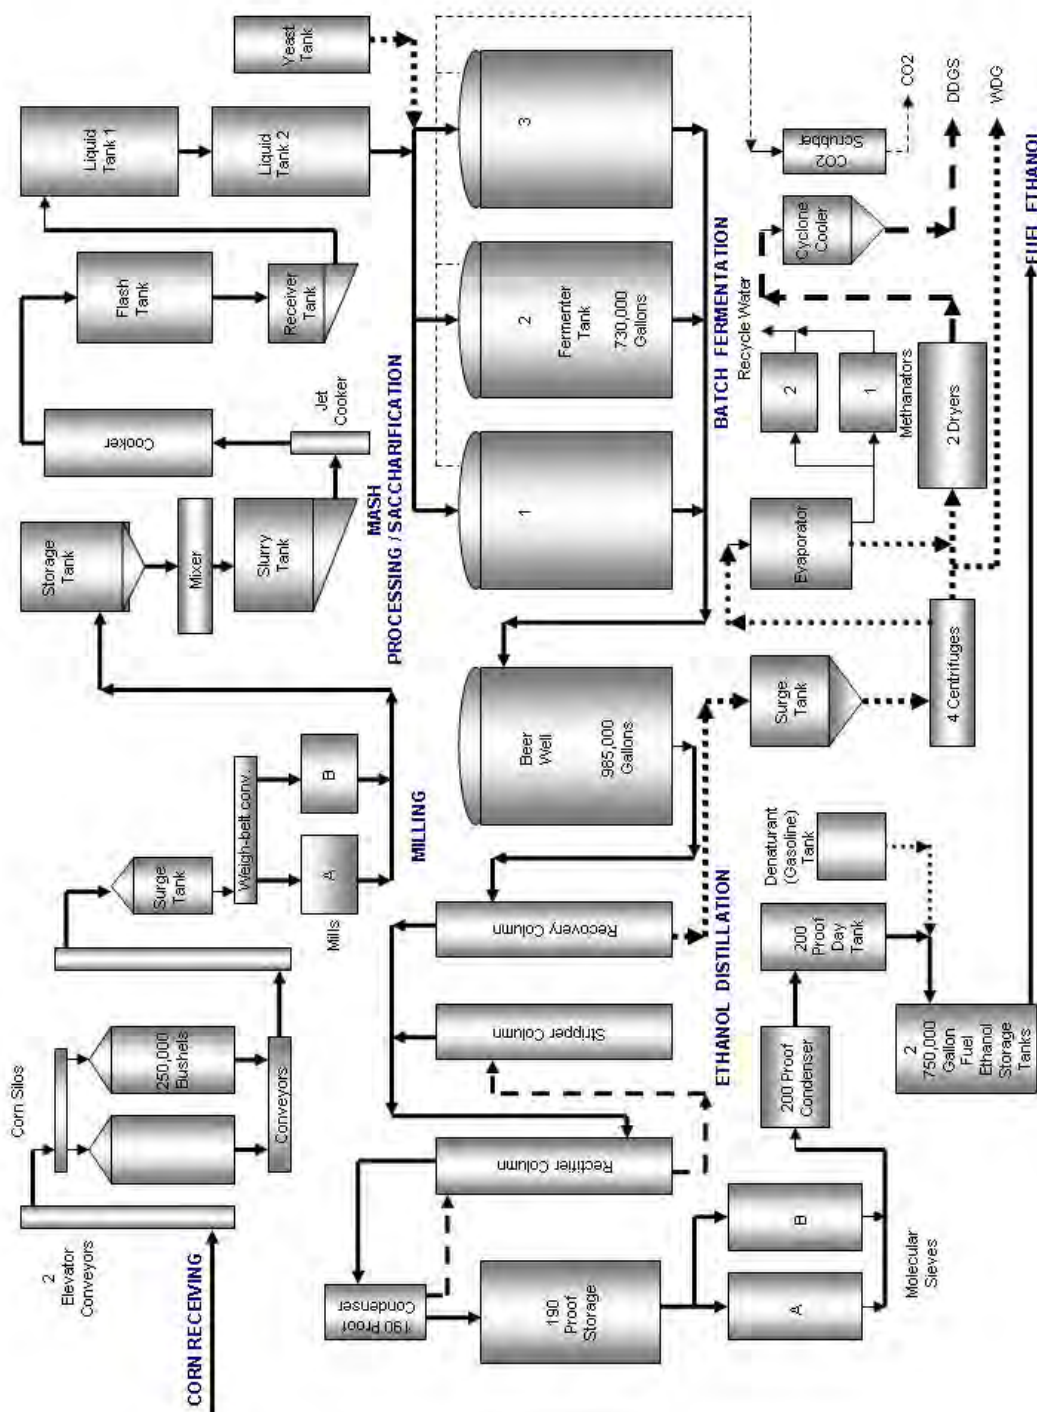 CORN RECEIVING
2
Elevator
Conveyors
Corn Silos
250,000
Bushels
Conveyors
Surge
Tank
Weigh-belt conv.
A
B
Mills
MILLING
Storage
Tank
Mixer
Slurry
Tank
Jet
Cooker
Cooker
Flash
Tank
Receiver
Tank
Liquid
Tank 1
Liquid
Tank 2
Yeast
Tank
MASH
PROCESSING / SACCHARIFICATION
1
2
Fermenter
Tank
730,000
Gallons
3
BATCH FERMENTATION
Beer
Well
985,000
Gallons
Recovery Column
Stripper Column
Rectifier Column
190 Proof
Condenser
190
Proof
Storage
ETHANOL DISTILLATION
A
B
Molecular
Sieves
200 Proof
Condenser
200
Proof
Day
Tank
Denaturant
(Gasoline)
Tank
2
750,000
Gallon
Fuel
Ethanol
Storage
Tanks
Surge
Tank
4 Centrifuges
Evaporator
Recycle Water
2
1
Methanators
2 Dryers
Cyclone
Cooler
CO2
Scrubber
CO2
DDGS
WDG
FUEL ETHANOL